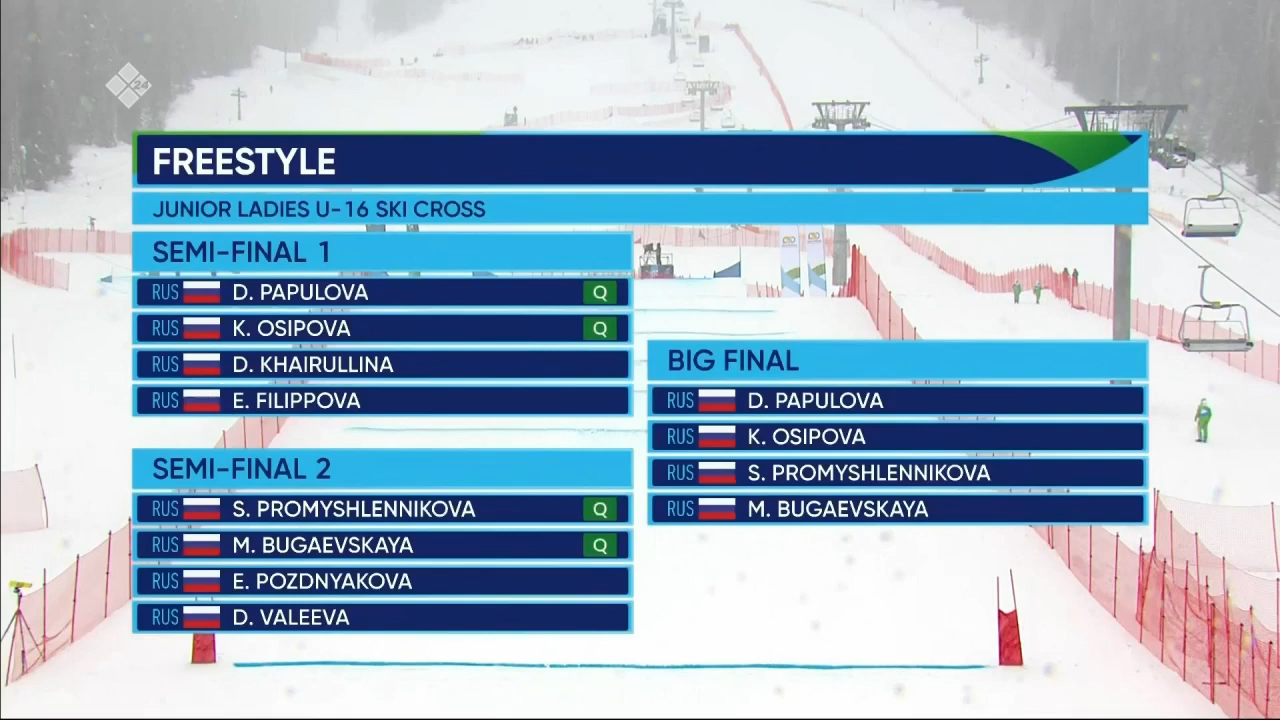 24
FREESTYLE
JUNIOR LADIES U-16 SKI CROSS
SEMI-FINAL 1
RUS D. PAPULOVA Q
RUS K. OSIPOVA Q
RUS D. KHAIRULLINA
RUS E. FILIPPOVA
SEMI-FINAL 2
RUS S. PROMYSHLENNIKOVA Q
RUS M. BUGAEVSKAYA Q
RUS E. POZDNYAKOVA
RUS D. VALEEVA
BIG FINAL
RUS D. PAPULOVA
RUS K. OSIPOVA
RUS S. PROMYSHLENNIKOVA
RUS M. BUGAEVSKAYA